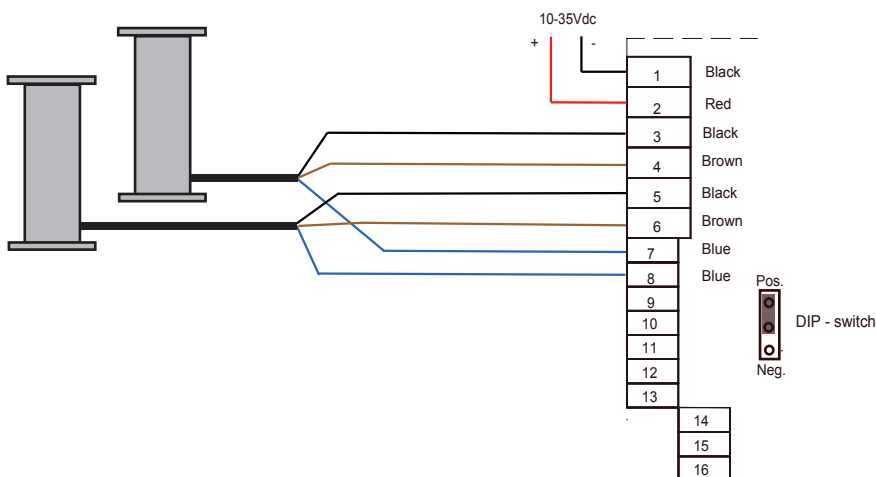 10-35Vdc
+ -
1 Black
2 Red
3 Black
4 Brown
5 Black
6 Brown
7 Blue
8 Blue
9
10
11
12
13
14
15
16
Pos.
DIP - switch
Neg.